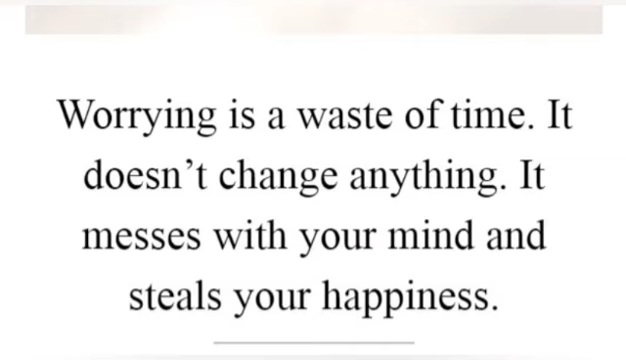 Worrying is a waste of time. It
doesn’t change anything. It
messes with your mind and
steals your happiness.